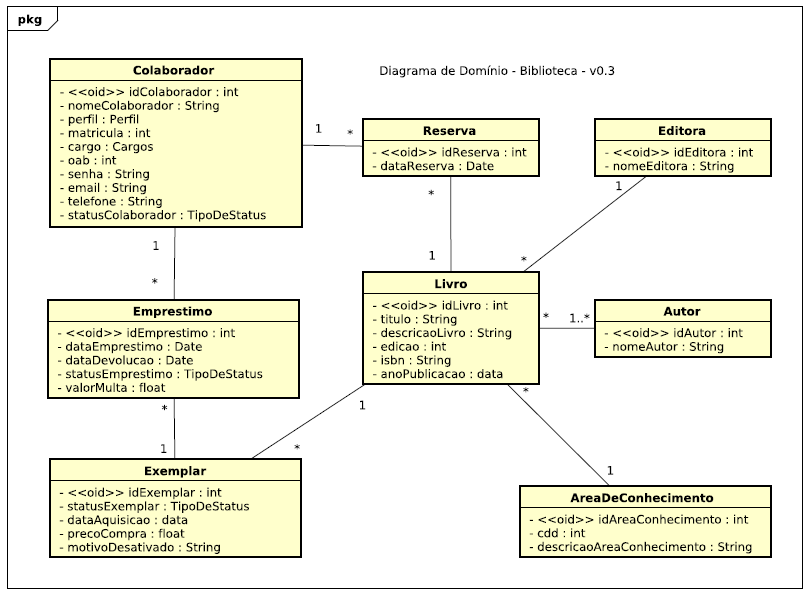 pkg
Diagrama de Domínio - Biblioteca - v0.3
Colaborador
- <<oid>> idColaborador : int
- nomeColaborador : String
- perfil : Perfil
- matricula : int
- cargo : Cargos
- oab : int
- senha : String
- email : String
- telefone : String
- statusColaborador : TipoDeStatus
1
*
Reserva
- <<oid>> idReserva : int
- dataReserva : Date
Editora
- <<oid>> idEditora : int
- nomeEditora : String
*
1
1
*
1
*
Emprestimo
- <<oid>> idEmprestimo : int
- dataEmprestimo : Date
- dataDevolucao : Date
- statusEmprestimo : TipoDeStatus
- valorMulta : float
Livro
- <<oid>> idLivro : int
- titulo : String
- descricaoLivro : String
- edicao : int
- isbn : String
- anoPublicacao : data
*
1..*
Autor
- <<oid>> idAutor : int
- nomeAutor : String
*
1
1
*
*
1
Exemplar
- <<oid>> idExemplar : int
- statusExemplar : TipoDeStatus
- dataAquisicao : data
- precoCompra : float
- motivoDesativado : String
AreaDeConhecimento
- <<oid>> idAreaConhecimento : int
- cdd : int
- descricaoAreaConhecimento : String